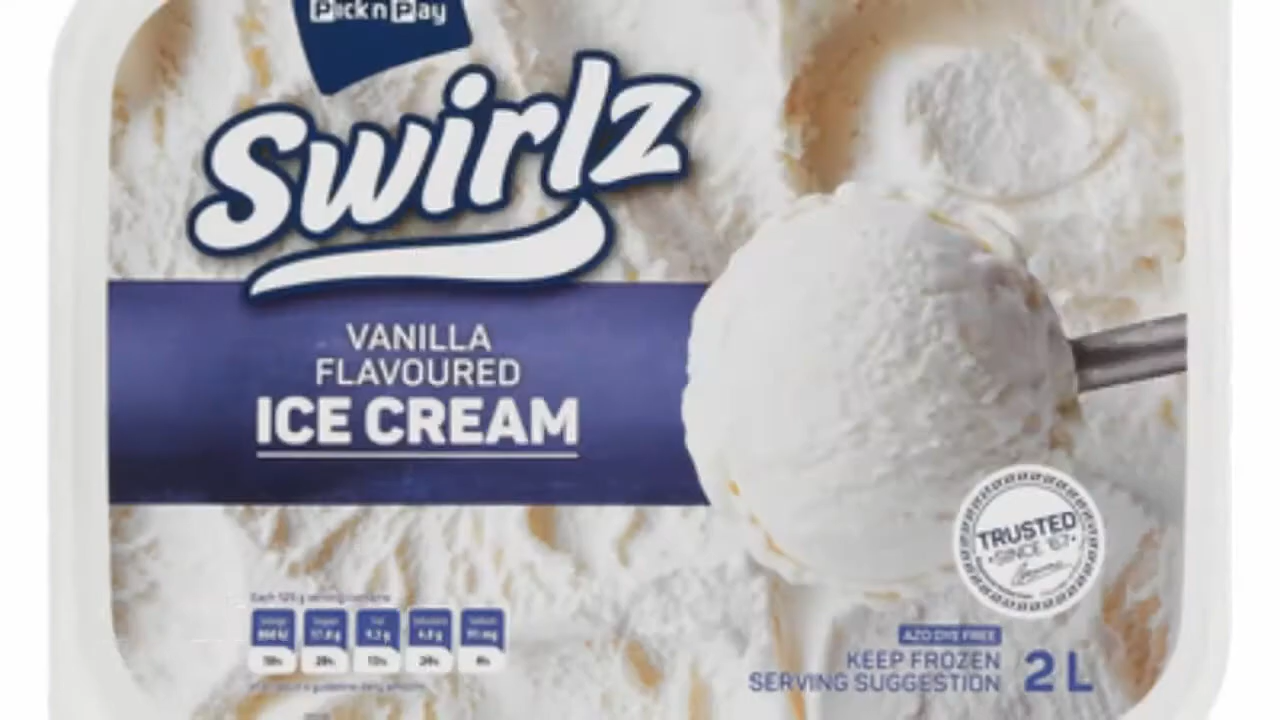 Pick n Pay
Swirlz
VANILLA
FLAVOURED
ICE CREAM
TRUSTED
• SINCE '67 •
AZO DYE FREE
KEEP FROZEN
SERVING SUGGESTION
2 L